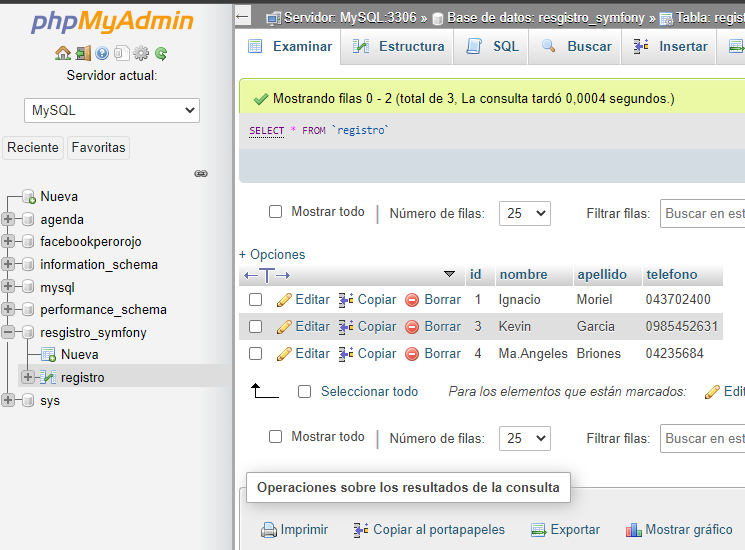 phpMyAdmin
Servidor actual:
MySQL
Reciente Favoritas
Nueva
agenda
facebookperorojo
information_schema
mysql
performance_schema
resgistro_symfony
Nueva
registro
sys
Servidor: MySQL:3306 » Base de datos: resgistro_symfony » Tabla: regist
Examinar Estructura SQL Buscar Insertar
Mostrando filas 0 - 2 (total de 3, La consulta tardó 0,0004 segundos.)
SELECT * FROM `registro`
Mostrar todo Número de filas: 25 Filtrar filas: Buscar en est
+ Opciones
id nombre apellido telefono
Editar Copiar Borrar 1 Ignacio Moriel 043702400
Editar Copiar Borrar 3 Kevin Garcia 0985452631
Editar Copiar Borrar 4 Ma.Angeles Briones 04235684
Seleccionar todo Para los elementos que están marcados: Edit
Mostrar todo Número de filas: 25 Filtrar filas: Buscar en est
Operaciones sobre los resultados de la consulta
Imprimir Copiar al portapapeles Exportar Mostrar gráfico